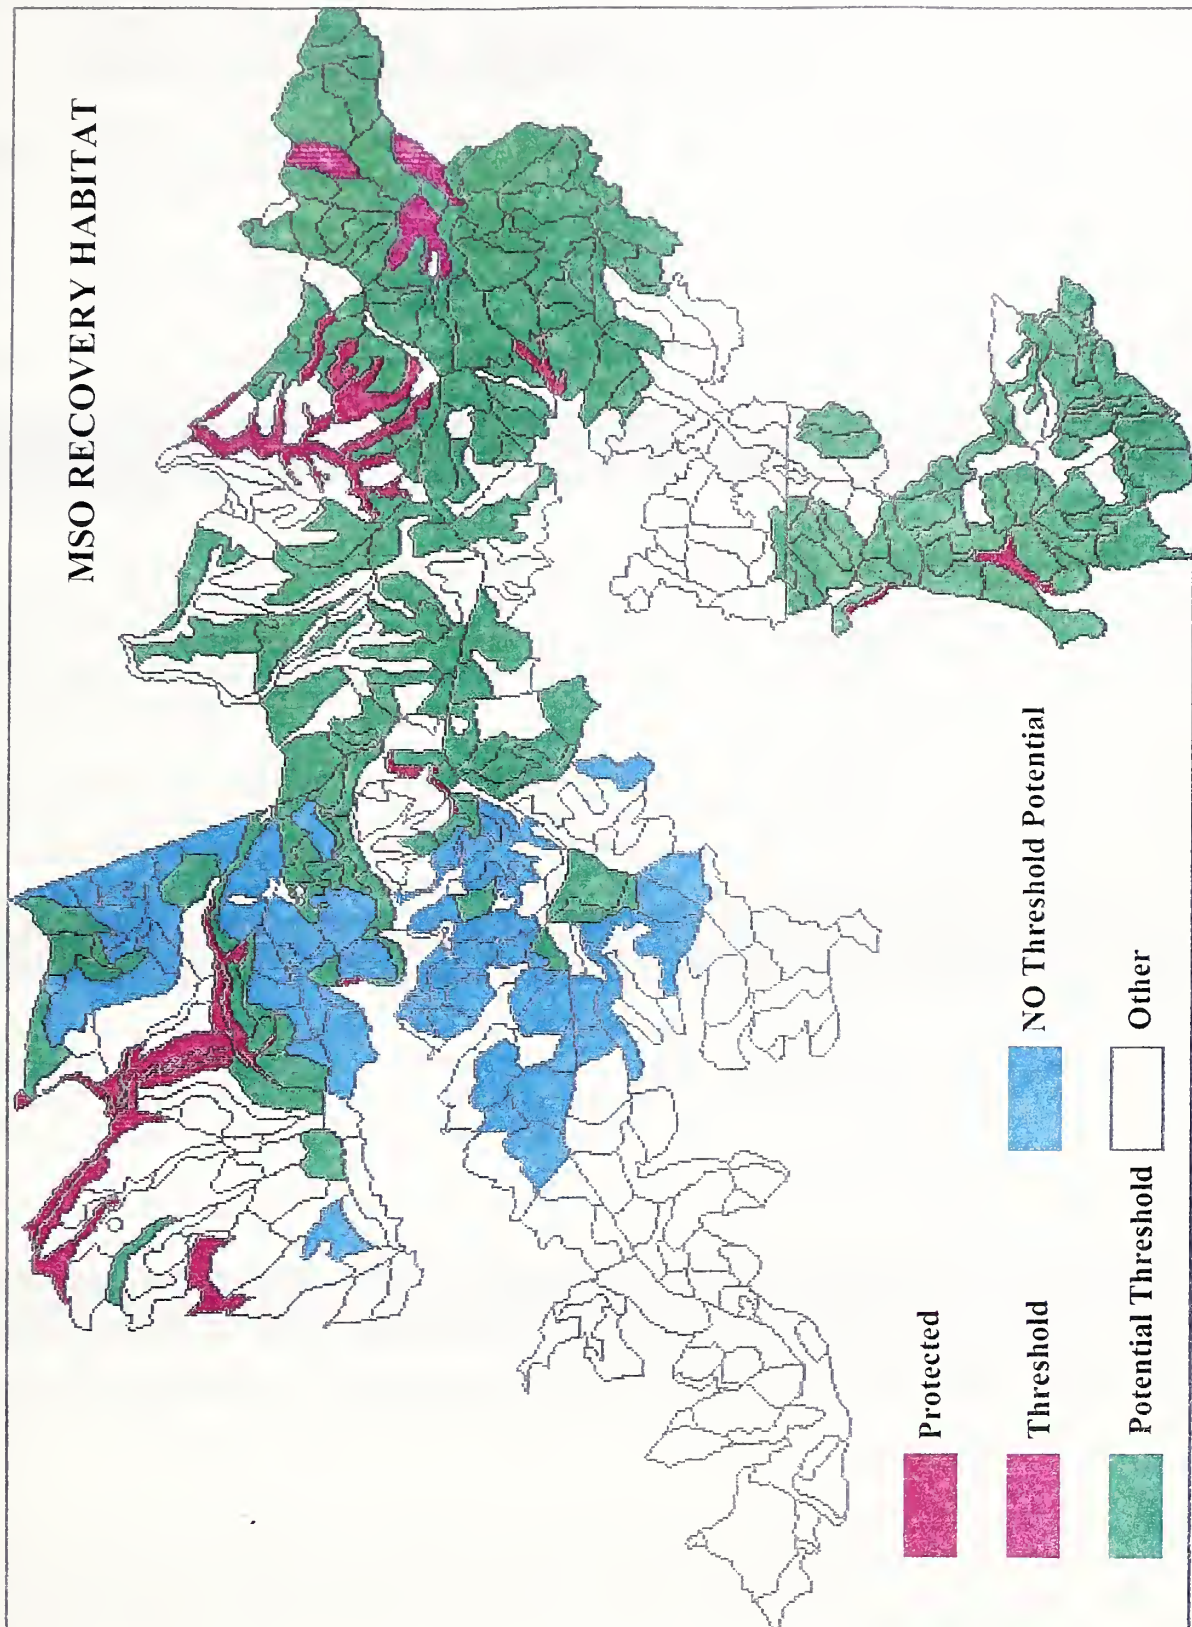 MSO RECOVERY HABITAT
Protected
Threshold
NO Threshold Potential
Potential Threshold
Other